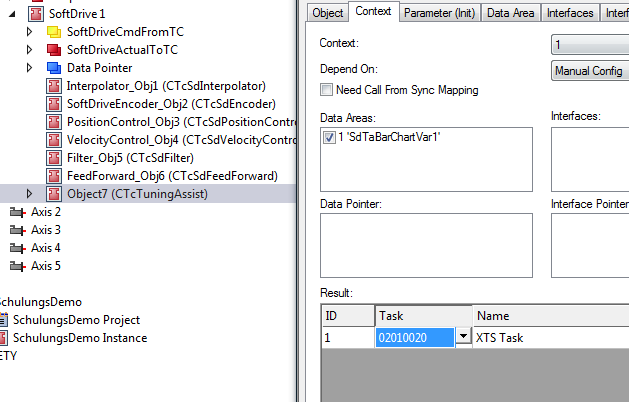 SoftDrive 1
SoftDriveCmdFromTC
SoftDriveActualToTC
Data Pointer
Interpolator_Obj1 (CTcSdInterpolator)
SoftDriveEncoder_Obj2 (CTcSdEncoder)
PositionControl_Obj3 (CTcSdPositionContro
VelocityControl_Obj4 (CTcSdVelocityContro
Filter_Obj5 (CTcSdFilter)
FeedForward_Obj6 (CTcSdFeedForward)
Object7 (CTcTuningAssist)
Axis 2
Axis 3
Axis 4
Axis 5
SchulungsDemo
SchulungsDemo Project
SchulungsDemo Instance
ETY
Object Context Parameter (Init) Data Area Interfaces Interf
Context: 1
Depend On: Manual Config
Need Call From Sync Mapping
Data Areas: Interfaces:
1 'SdTaBarChartVar1'
Data Pointer: Interface Pointer
Result:
ID Task Name
1 02010020 XTS Task